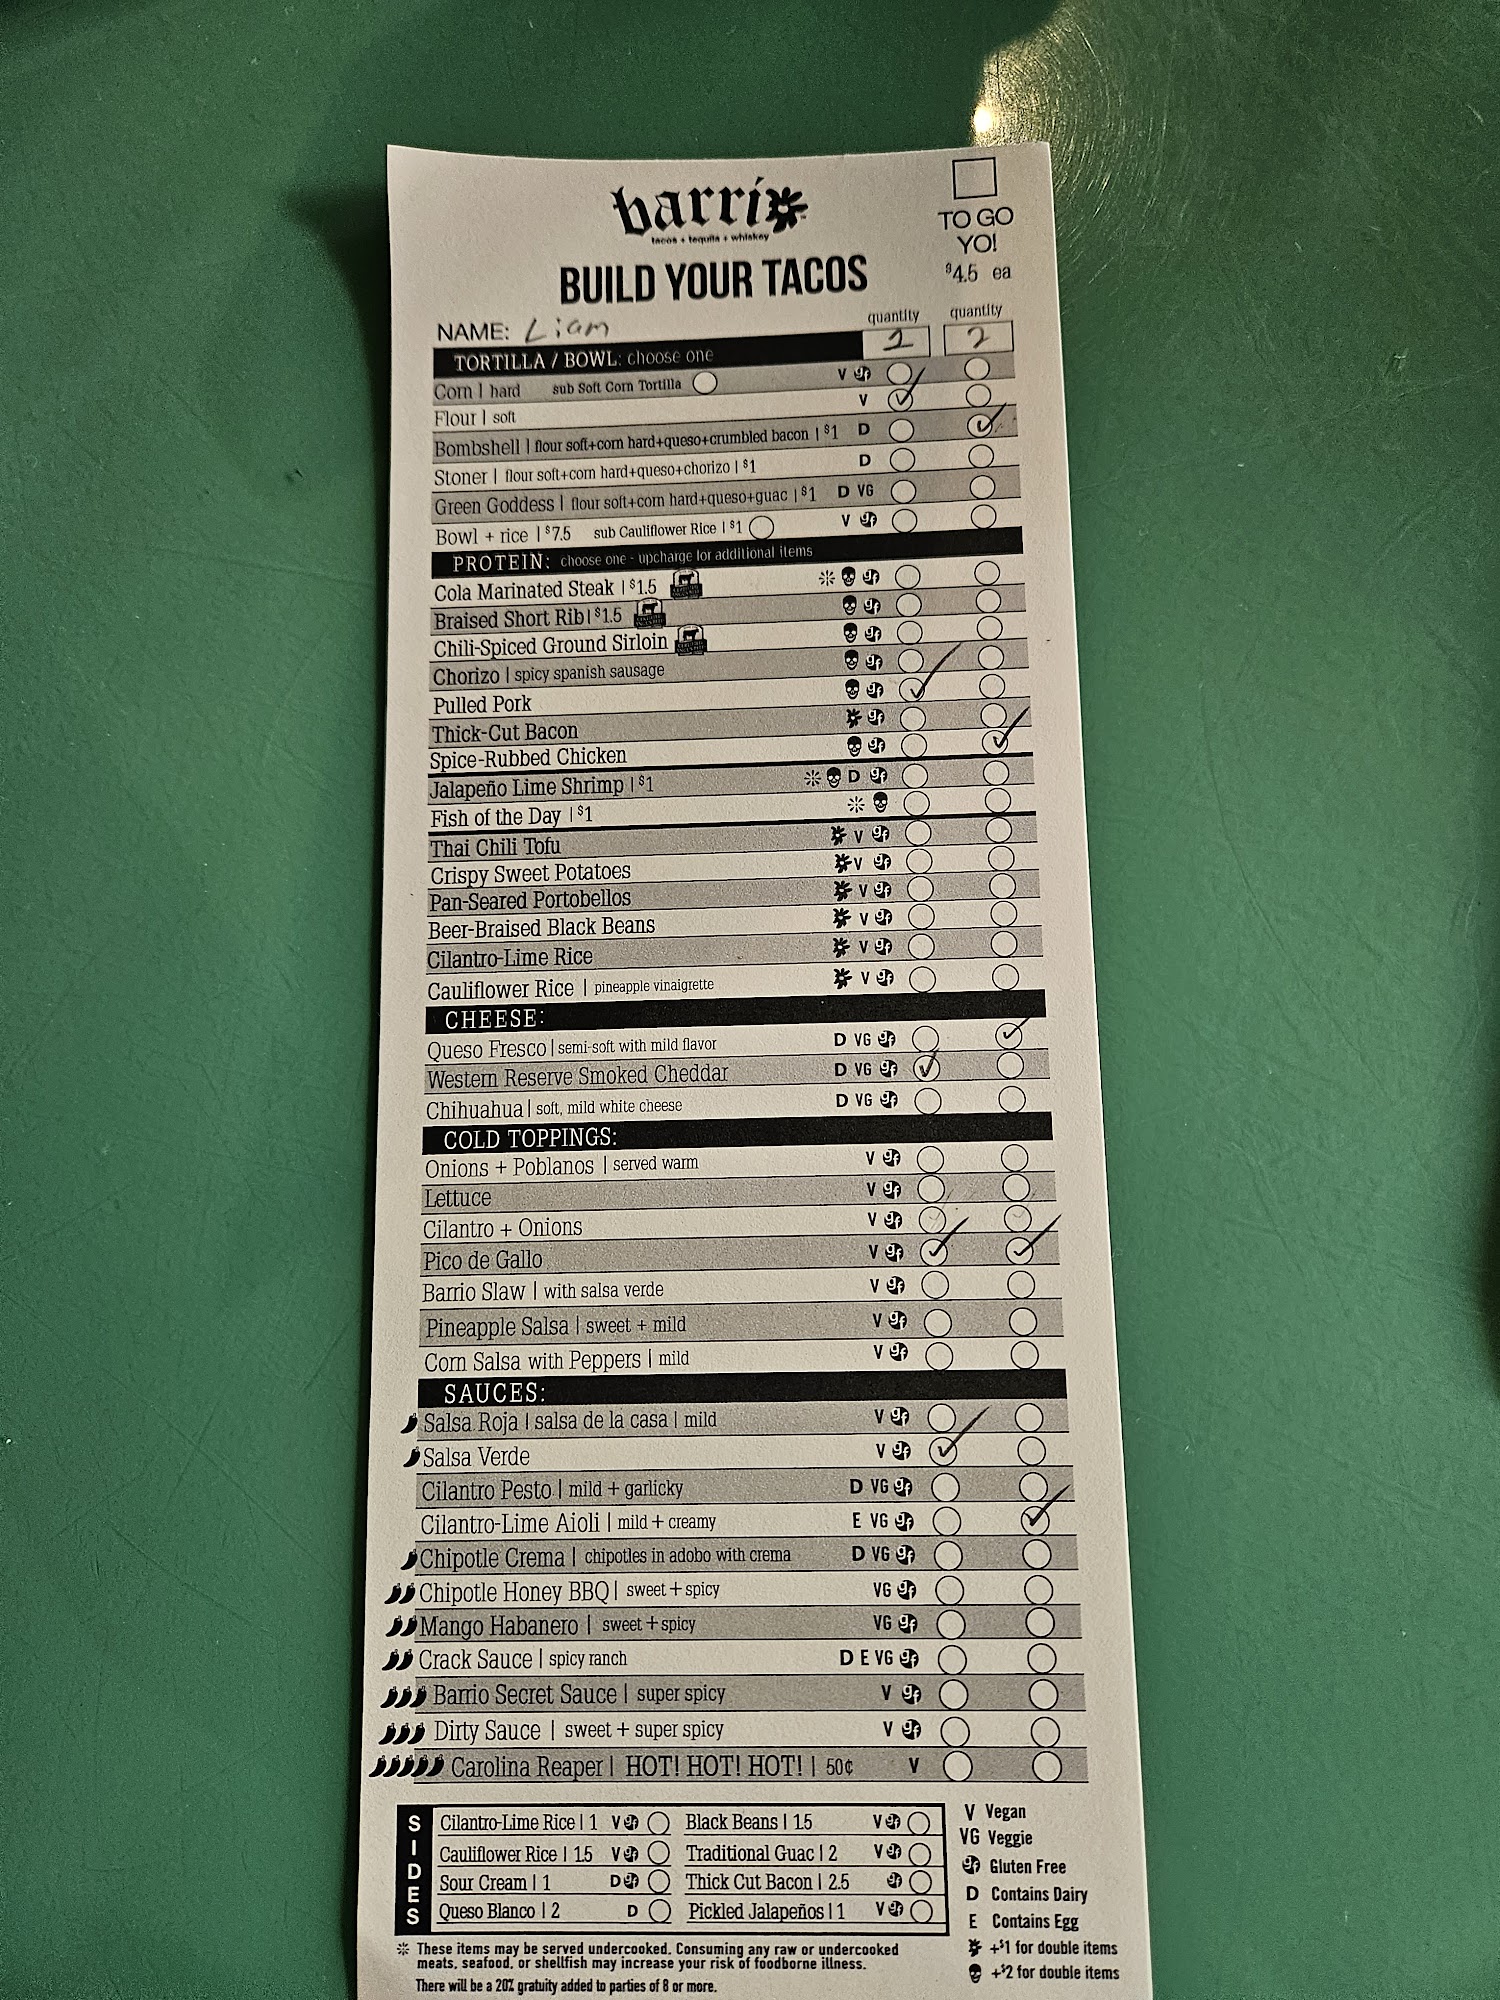 barrio
tacos + tequila + whiskey
TO GO
YO!
$4.5 ea
BUILD YOUR TACOS
NAME: Liam
quantity quantity
1 2
TORTILLA / BOWL: choose one
Corn | hard sub Soft Corn Tortilla V gf
Flour | soft V
Bombshell | flour soft+corn hard+queso+crumbled bacon | $1 D
Stoner | flour soft+corn hard+queso+chorizo | $1 D
Green Goddess | flour soft+corn hard+queso+guac | $1 D VG
Bowl + rice | $7.5 sub Cauliflower Rice | $1 V gf
PROTEIN: choose one - upcharge for additional items
Cola Marinated Steak | $1.5 gf
Braised Short Rib | $1.5 gf
Chili-Spiced Ground Sirloin gf
Chorizo | spicy spanish sausage gf
Pulled Pork gf
Thick-Cut Bacon gf
Spice-Rubbed Chicken gf
Jalapeño Lime Shrimp | $1 D gf
Fish of the Day | $1
Thai Chili Tofu V gf
Crispy Sweet Potatoes V gf
Pan-Seared Portobellos V gf
Beer-Braised Black Beans V gf
Cilantro-Lime Rice V gf
Cauliflower Rice | pineapple vinaigrette V gf
CHEESE:
Queso Fresco | semi-soft with mild flavor D VG gf
Western Reserve Smoked Cheddar D VG gf
Chihuahua | soft, mild white cheese D VG gf
COLD TOPPINGS:
Onions + Poblanos | served warm V gf
Lettuce V gf
Cilantro + Onions V gf
Pico de Gallo V gf
Barrio Slaw | with salsa verde V gf
Pineapple Salsa | sweet + mild V gf
Corn Salsa with Peppers | mild V gf
SAUCES:
Salsa Roja | salsa de la casa | mild V gf
Salsa Verde V gf
Cilantro Pesto | mild + garlicky D VG gf
Cilantro-Lime Aioli | mild + creamy E VG gf
Chipotle Crema | chipotles in adobo with crema D VG gf
Chipotle Honey BBQ | sweet + spicy VG gf
Mango Habanero | sweet + spicy VG gf
Crack Sauce | spicy ranch D E VG gf
Barrio Secret Sauce | super spicy V gf
Dirty Sauce | sweet + super spicy V gf
Carolina Reaper | HOT! HOT! HOT! | 50¢ V
SIDES
Cilantro-Lime Rice | 1 V gf Black Beans | 1.5 V gf
Cauliflower Rice | 1.5 V gf Traditional Guac | 2 V gf
Sour Cream | 1 D gf Thick Cut Bacon | 2.5 gf
Queso Blanco | 2 D Pickled Jalapeños | 1 V gf
V Vegan
VG Veggie
gf Gluten Free
D Contains Dairy
E Contains Egg
+$1 for double items
+$2 for double items
These items may be served undercooked. Consuming any raw or undercooked
meats, seafood, or shellfish may increase your risk of foodborne illness.
There will be a 20% gratuity added to parties of 8 or more.